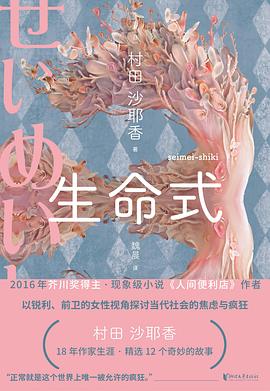 せいめいし
村田
沙耶香
著
seimei-shiki
生命式
魏晨 译
2016年芥川奖得主·现象级小说《人间便利店》作者
以锐利、前卫的女性视角探讨当代社会的焦虑与疯狂
村田 沙耶香
18年作家生涯·精选12个奇妙的故事
“正常就是这个世界上唯一被允许的疯狂。”